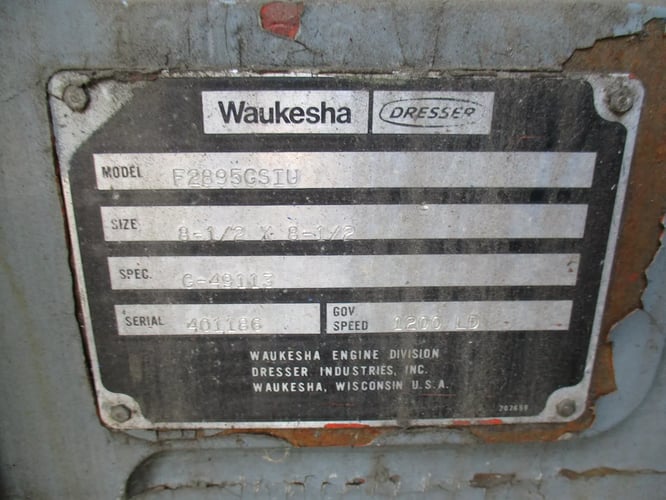 Waukesha DRESSER
MODEL F2895GSIU
SIZE 8-1/2 X 8-1/2
SPEC. C-49113
SERIAL 401186 GOV SPEED 1200 LD
WAUKESHA ENGINE DIVISION
DRESSER INDUSTRIES, INC.
WAUKESHA, WISCONSIN U.S.A.